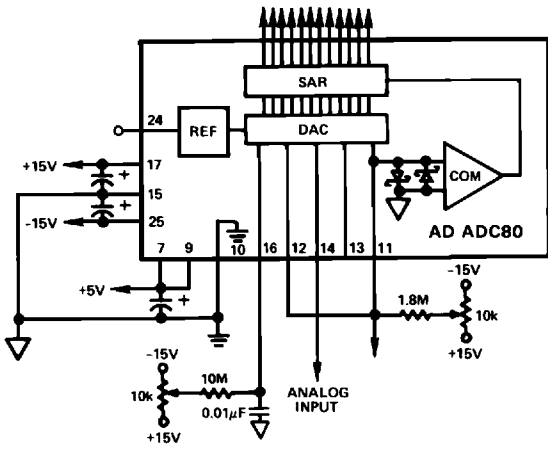 SAR
24
REF
DAC
+15V
17
COM
15
-15V
25
AD ADC80
7
9
10
16
12
14
13
11
+5V
-15V
1.8M
10k
-15V
+15V
10M
ANALOG
INPUT
10k
0.01µF
+15V